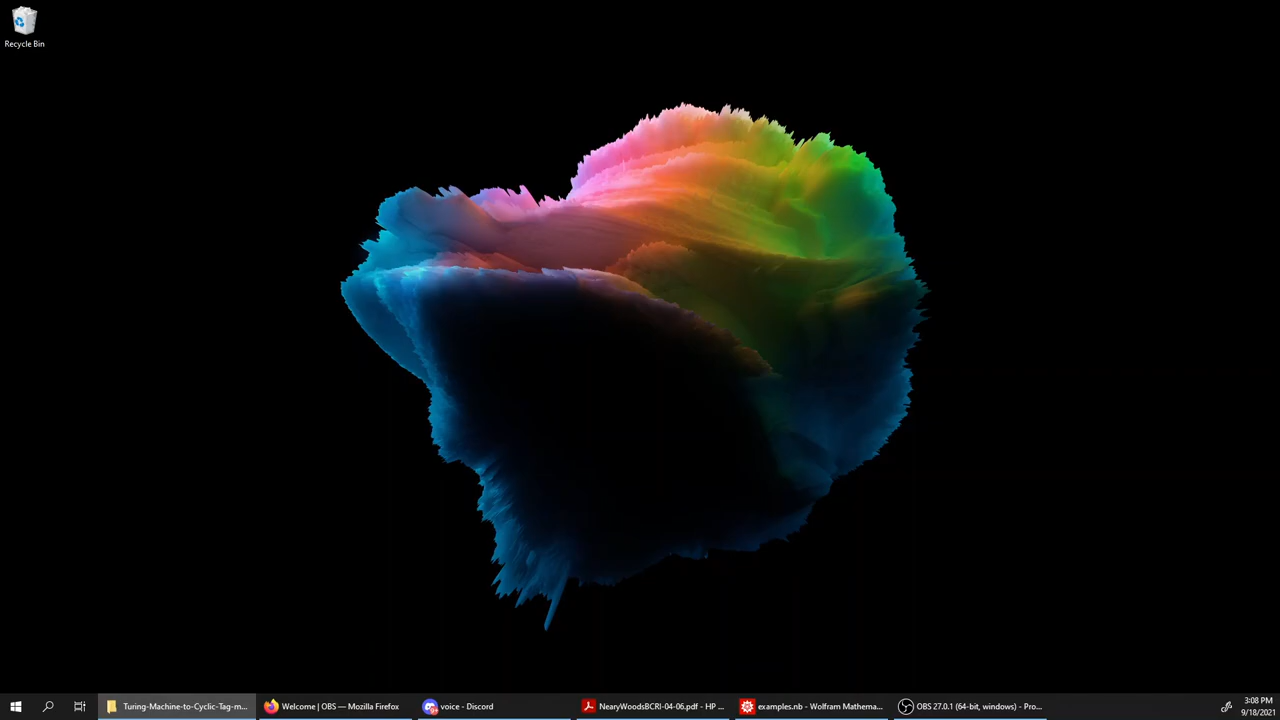 Recycle Bin
Turing-Machine-to-Cyclic-Tag-m...
Welcome | OBS — Mozilla Firefox
voice - Discord
NearyWoodsBCRI-04-06.pdf - HP ...
examples.nb - Wolfram Mathema...
OBS 27.0.1 (64-bit, windows) - Pro...
3:08 PM
9/18/2021